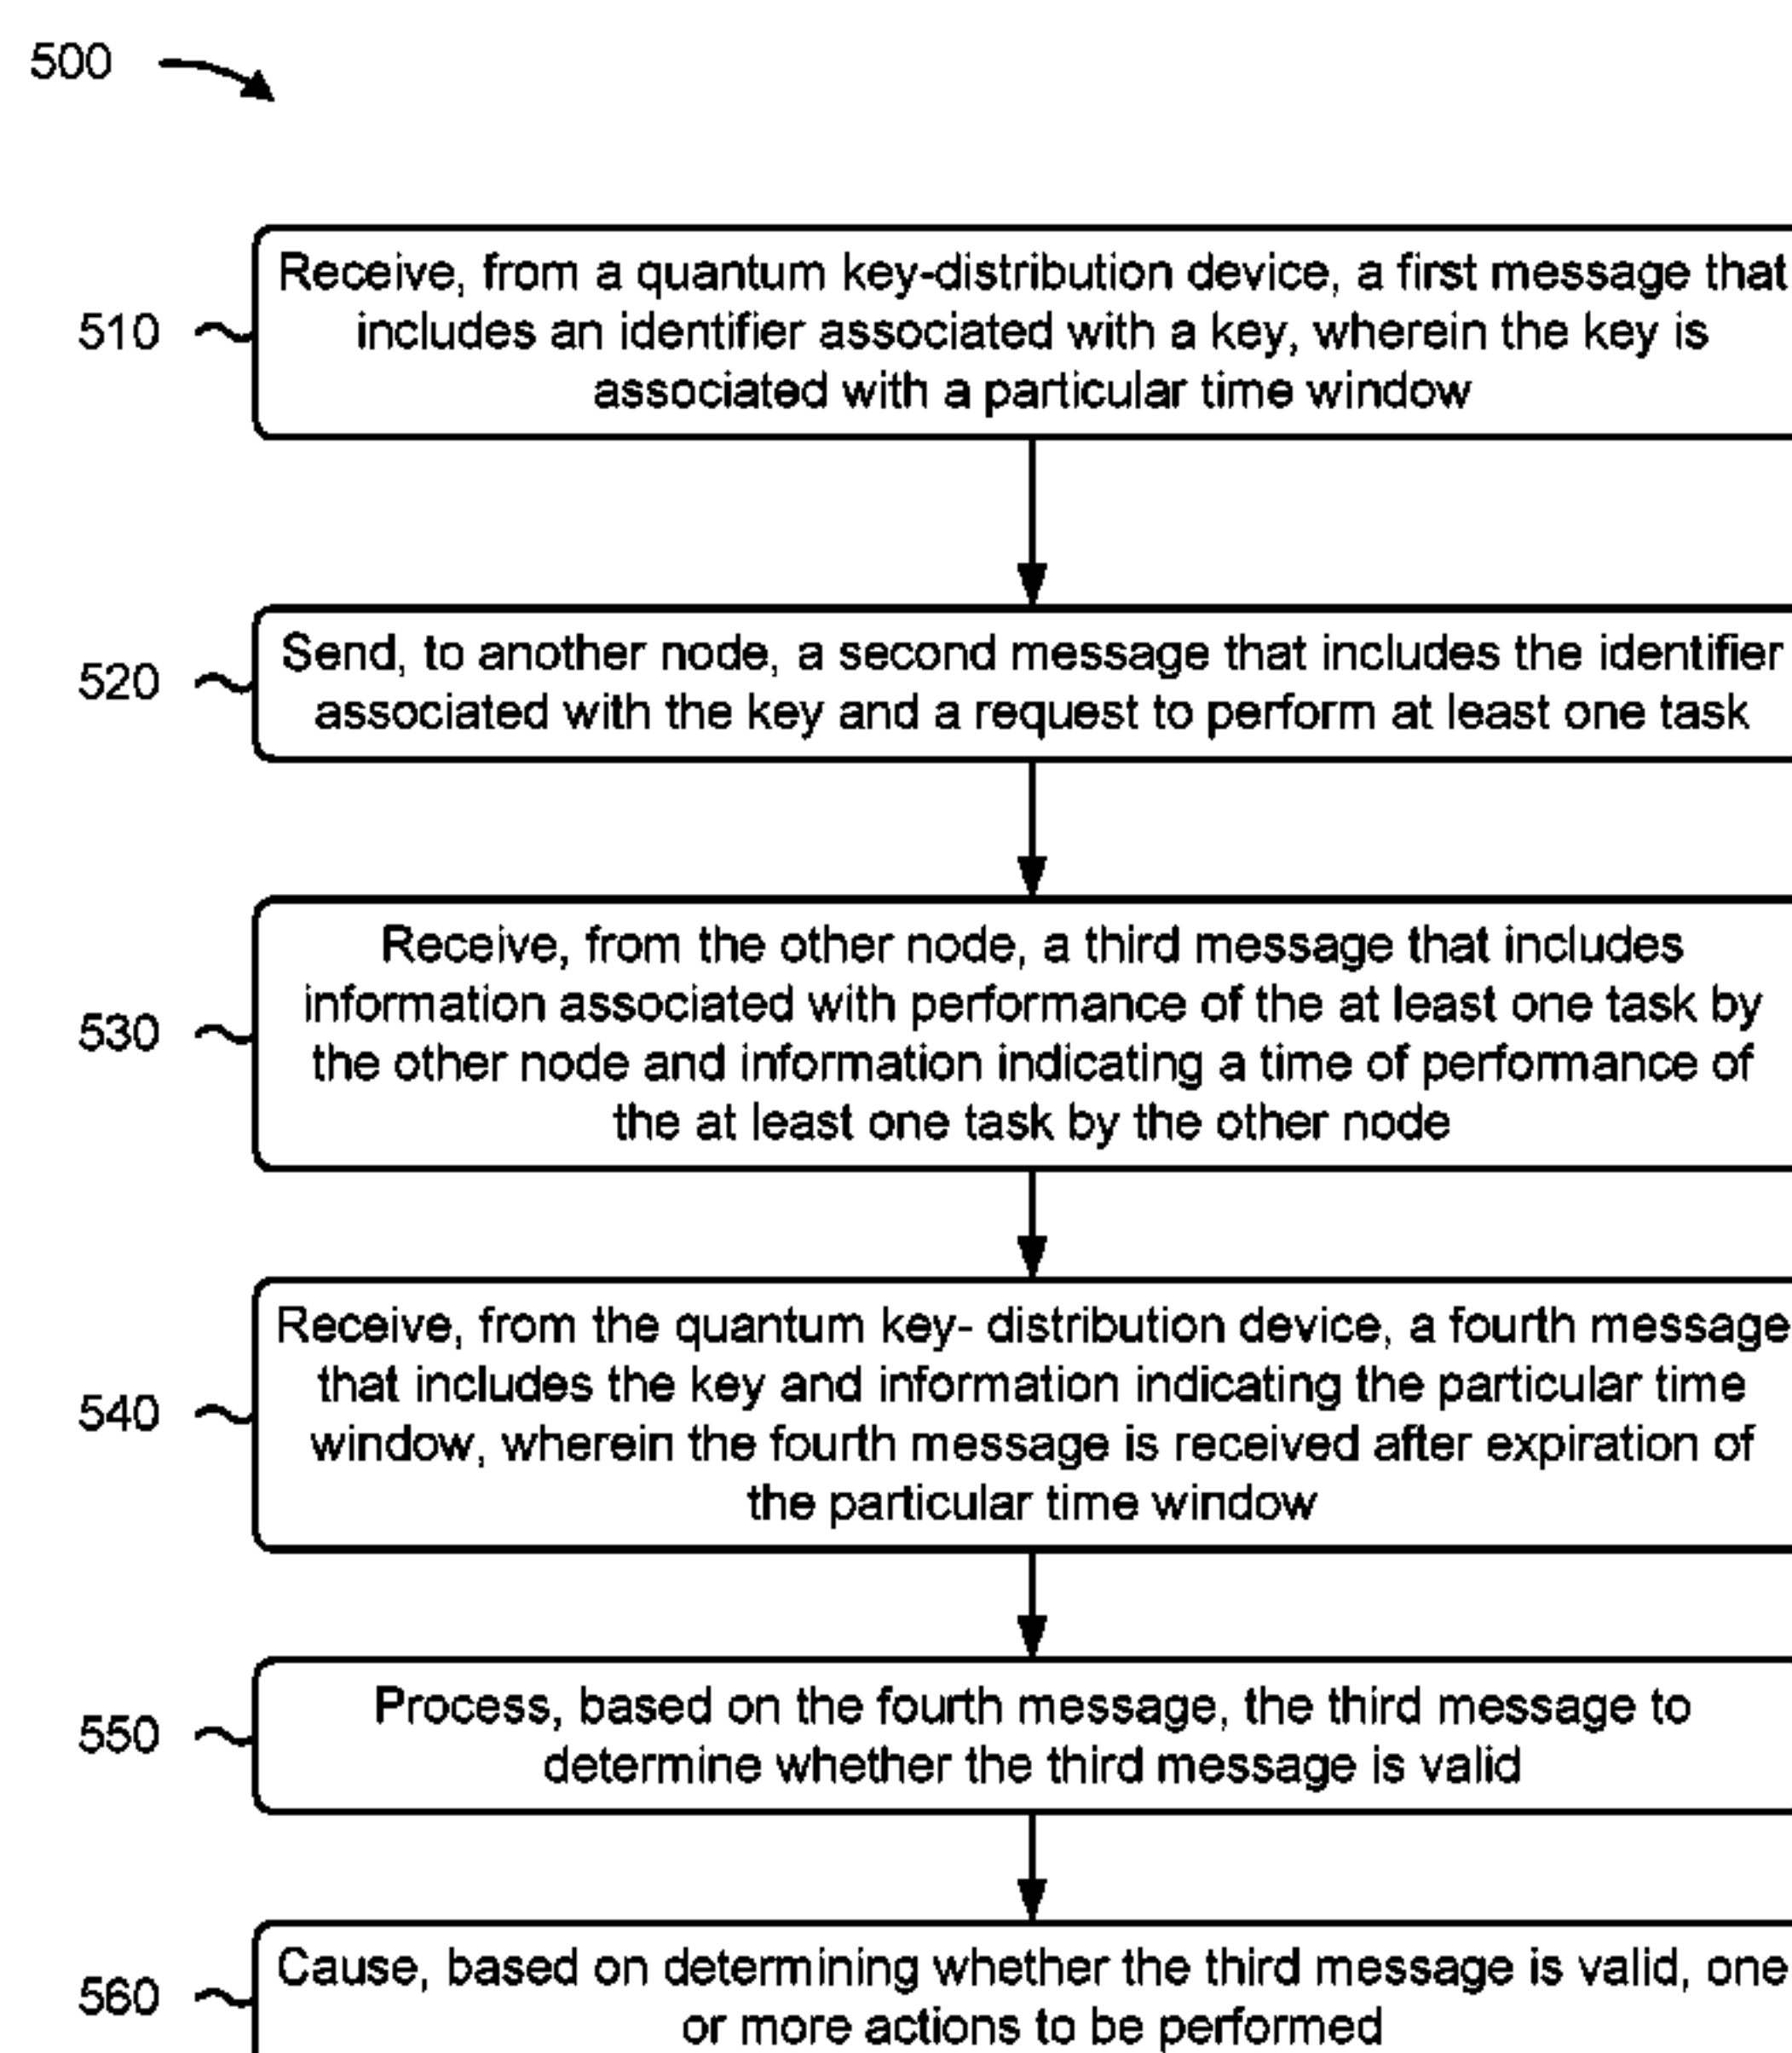 500
510
Receive, from a quantum key-distribution device, a first message that
includes an identifier associated with a key, wherein the key is
associated with a particular time window
520
Send, to another node, a second message that includes the identifier
associated with the key and a request to perform at least one task
530
Receive, from the other node, a third message that includes
information associated with performance of the at least one task by
the other node and information indicating a time of performance of
the at least one task by the other node
540
Receive, from the quantum key- distribution device, a fourth message
that includes the key and information indicating the particular time
window, wherein the fourth message is received after expiration of
the particular time window
550
Process, based on the fourth message, the third message to
determine whether the third message is valid
560
Cause, based on determining whether the third message is valid, one
or more actions to be performed